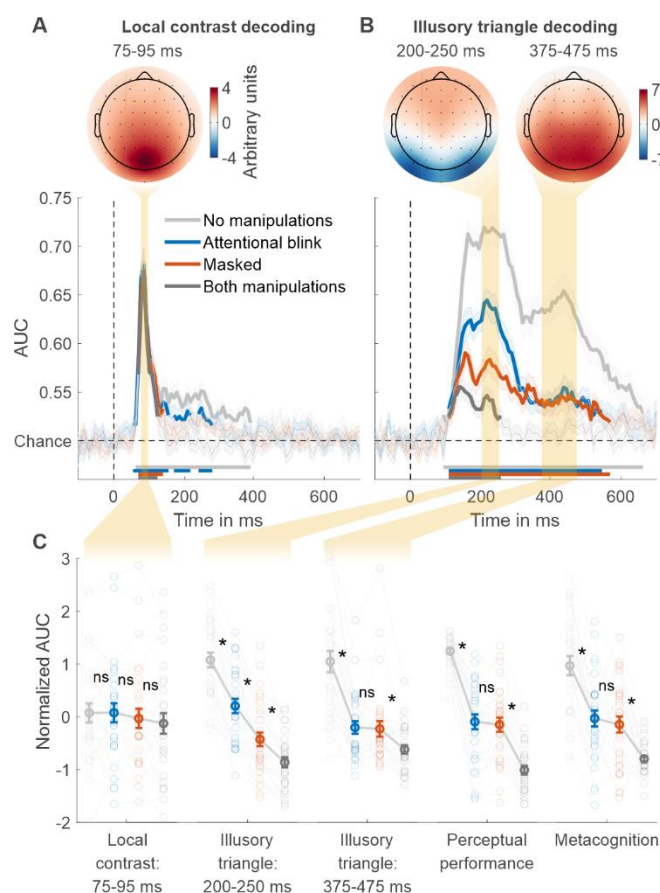 A
Local contrast decoding
75-95 ms
4
0
-4
Arbitrary units
B
Illusory triangle decoding
200-250 ms
375-475 ms
7
0
-7
0.75
0.70
0.65
0.60
0.55
Chance
AUC
No manipulations
Attentional blink
Masked
Both manipulations
0 200 400 600
Time in ms
0 200 400 600
Time in ms
C
3
2
1
0
-1
-2
Normalized AUC
ns ns ns
* * *
* ns *
* ns *
* ns *
Local
contrast:
75-95 ms
Illusory
triangle:
200-250 ms
Illusory
triangle:
375-475 ms
Perceptual
performance
Metacognition